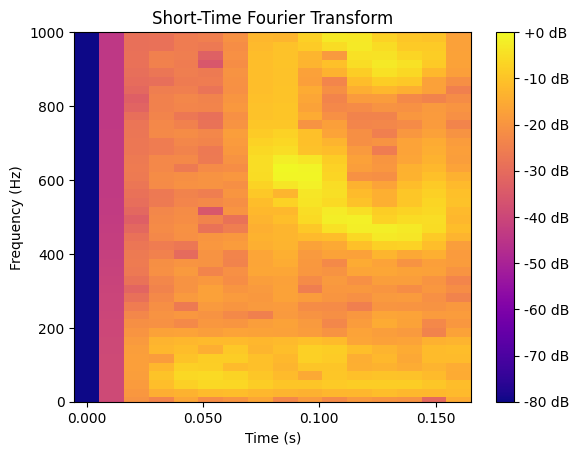 Short-Time Fourier Transform
Frequency (Hz)
1000
800
600
400
200
0
0.000
0.050
0.100
0.150
Time (s)
+0 dB
-10 dB
-20 dB
-30 dB
-40 dB
-50 dB
-60 dB
-70 dB
-80 dB